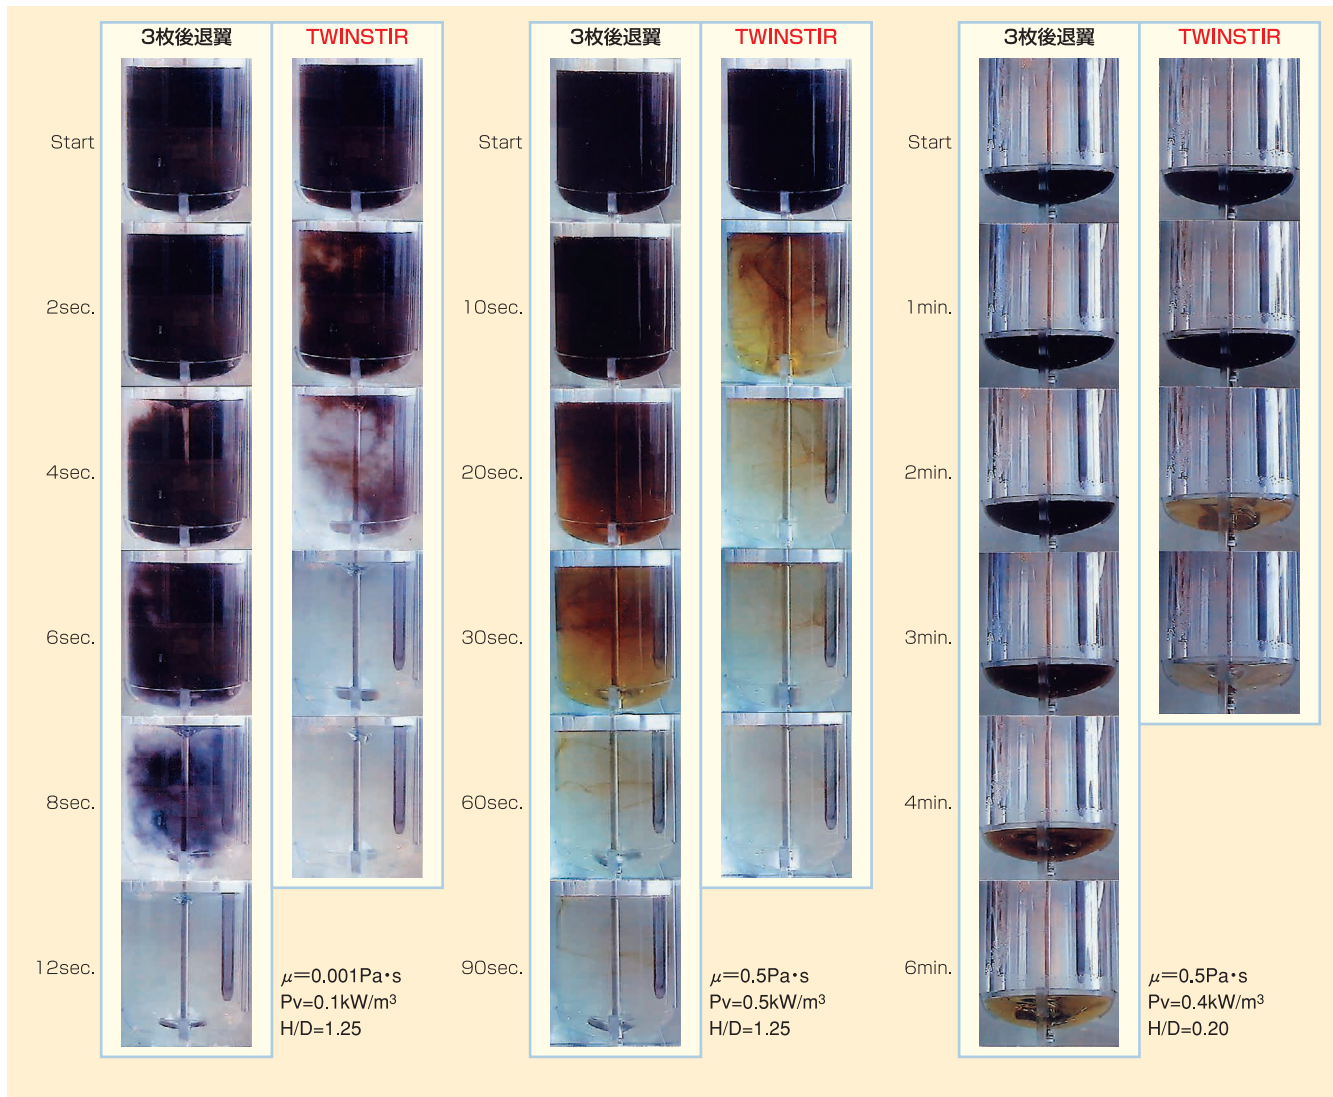 3枚後退翼
TWINSTIR
Start
2sec.
4sec.
6sec.
8sec.
12sec.
μ=0.001Pa・s
Pv=0.1kW/m³
H/D=1.25
3枚後退翼
TWINSTIR
Start
10sec.
20sec.
30sec.
60sec.
90sec.
μ=0.5Pa・s
Pv=0.5kW/m³
H/D=1.25
3枚後退翼
TWINSTIR
Start
1min.
2min.
3min.
4min.
6min.
μ=0.5Pa・s
Pv=0.4kW/m³
H/D=0.20